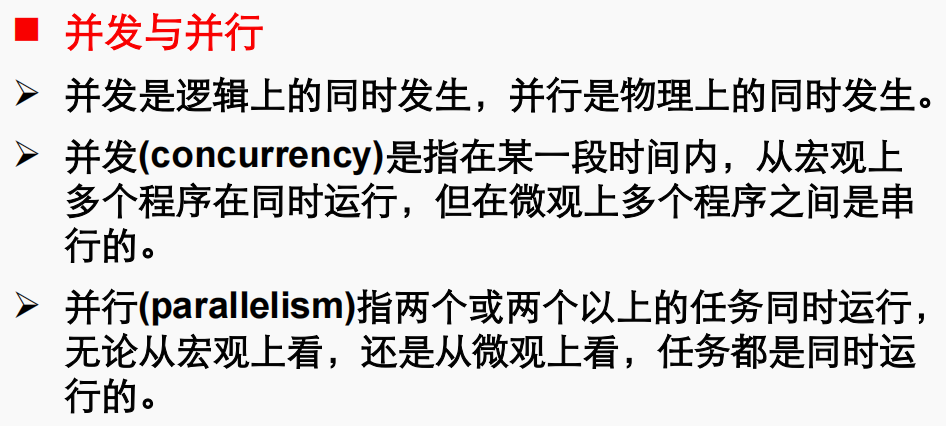 ■ 并发与并行
➢ 并发是逻辑上的同时发生，并行是物理上的同时发生。
➢ 并发(concurrency)是指在某一段时间内，从宏观上
多个程序在同时运行，但在微观上多个程序之间是串
行的。
➢ 并行(parallelism)指两个或两个以上的任务同时运行，
无论从宏观上看，还是从微观上看，任务都是同时运
行的。